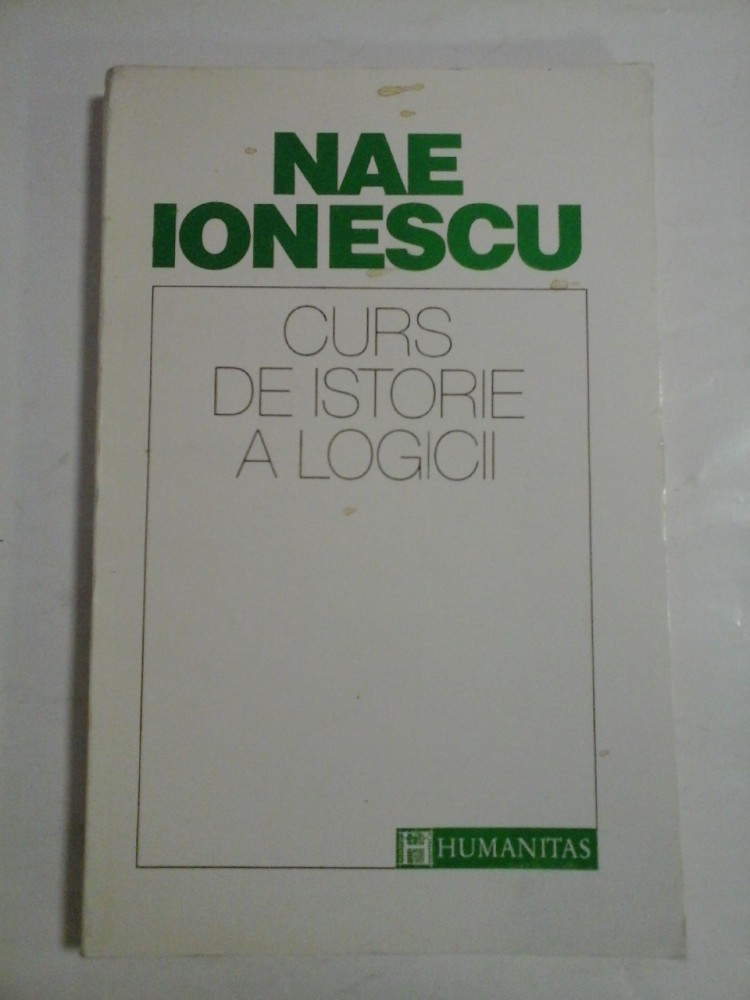 NAE
IONESCU
CURS
DE ISTORIE
A LOGICII
H HUMANITAS